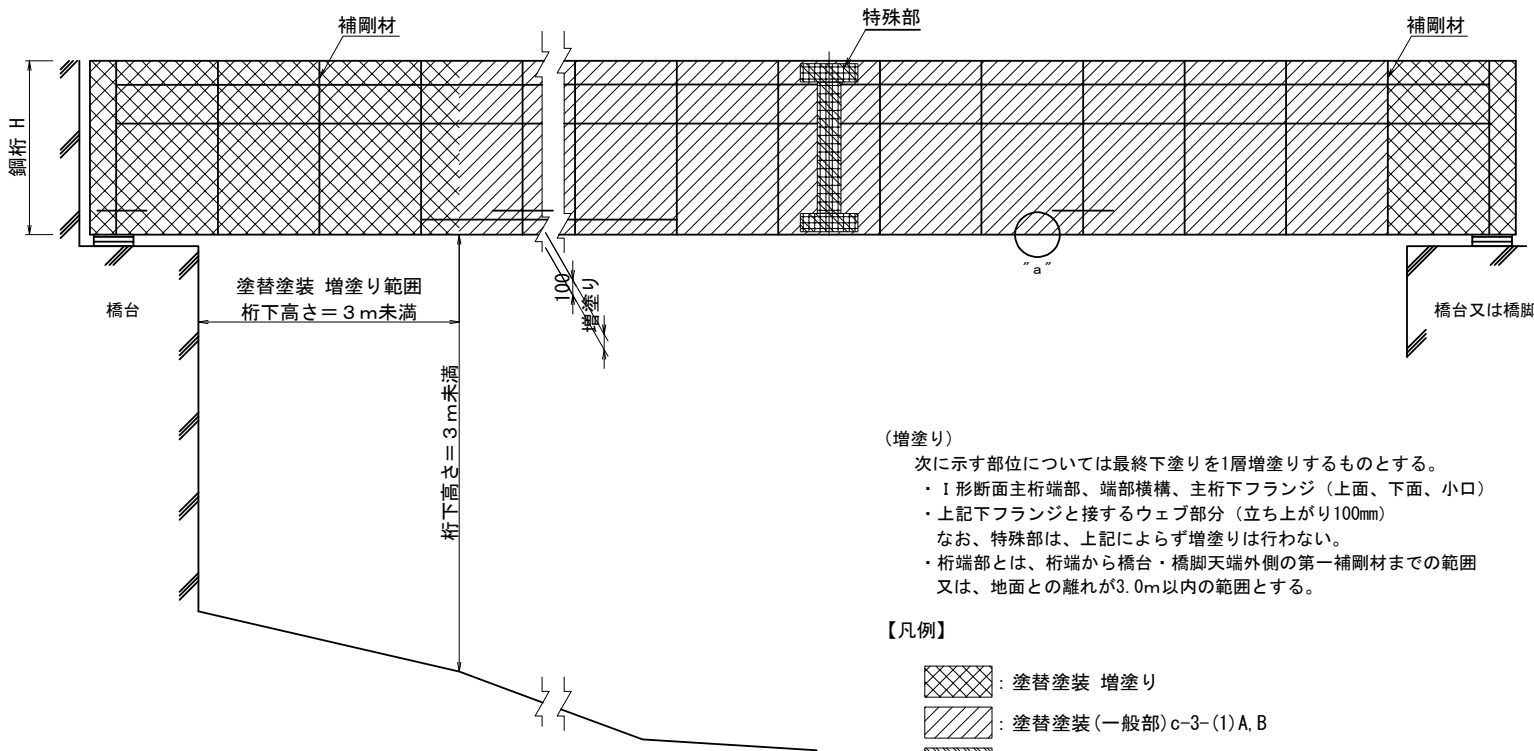 補剛材
特殊部
補剛材
鋼桁 H
"a"
塗替塗装 増塗り範囲
桁下高さ=3m未満
100
増塗り
橋台
橋台又は橋脚
桁下高さ=3m未満
(増塗り)
次に示す部位については最終下塗りを1層増塗りするものとする。
・I形断面主桁端部、端部横構、主桁下フランジ(上面、下面、小口)
・上記下フランジと接するウェブ部分(立ち上がり100mm)
なお、特殊部は、上記によらず増塗りは行わない。
・桁端部とは、桁端から橋台・橋脚天端外側の第一補剛材までの範囲
又は、地面との離れが3.0m以内の範囲とする。
【凡例】
:塗替塗装 増塗り
:塗替塗装(一般部)c-3-(1)A,B